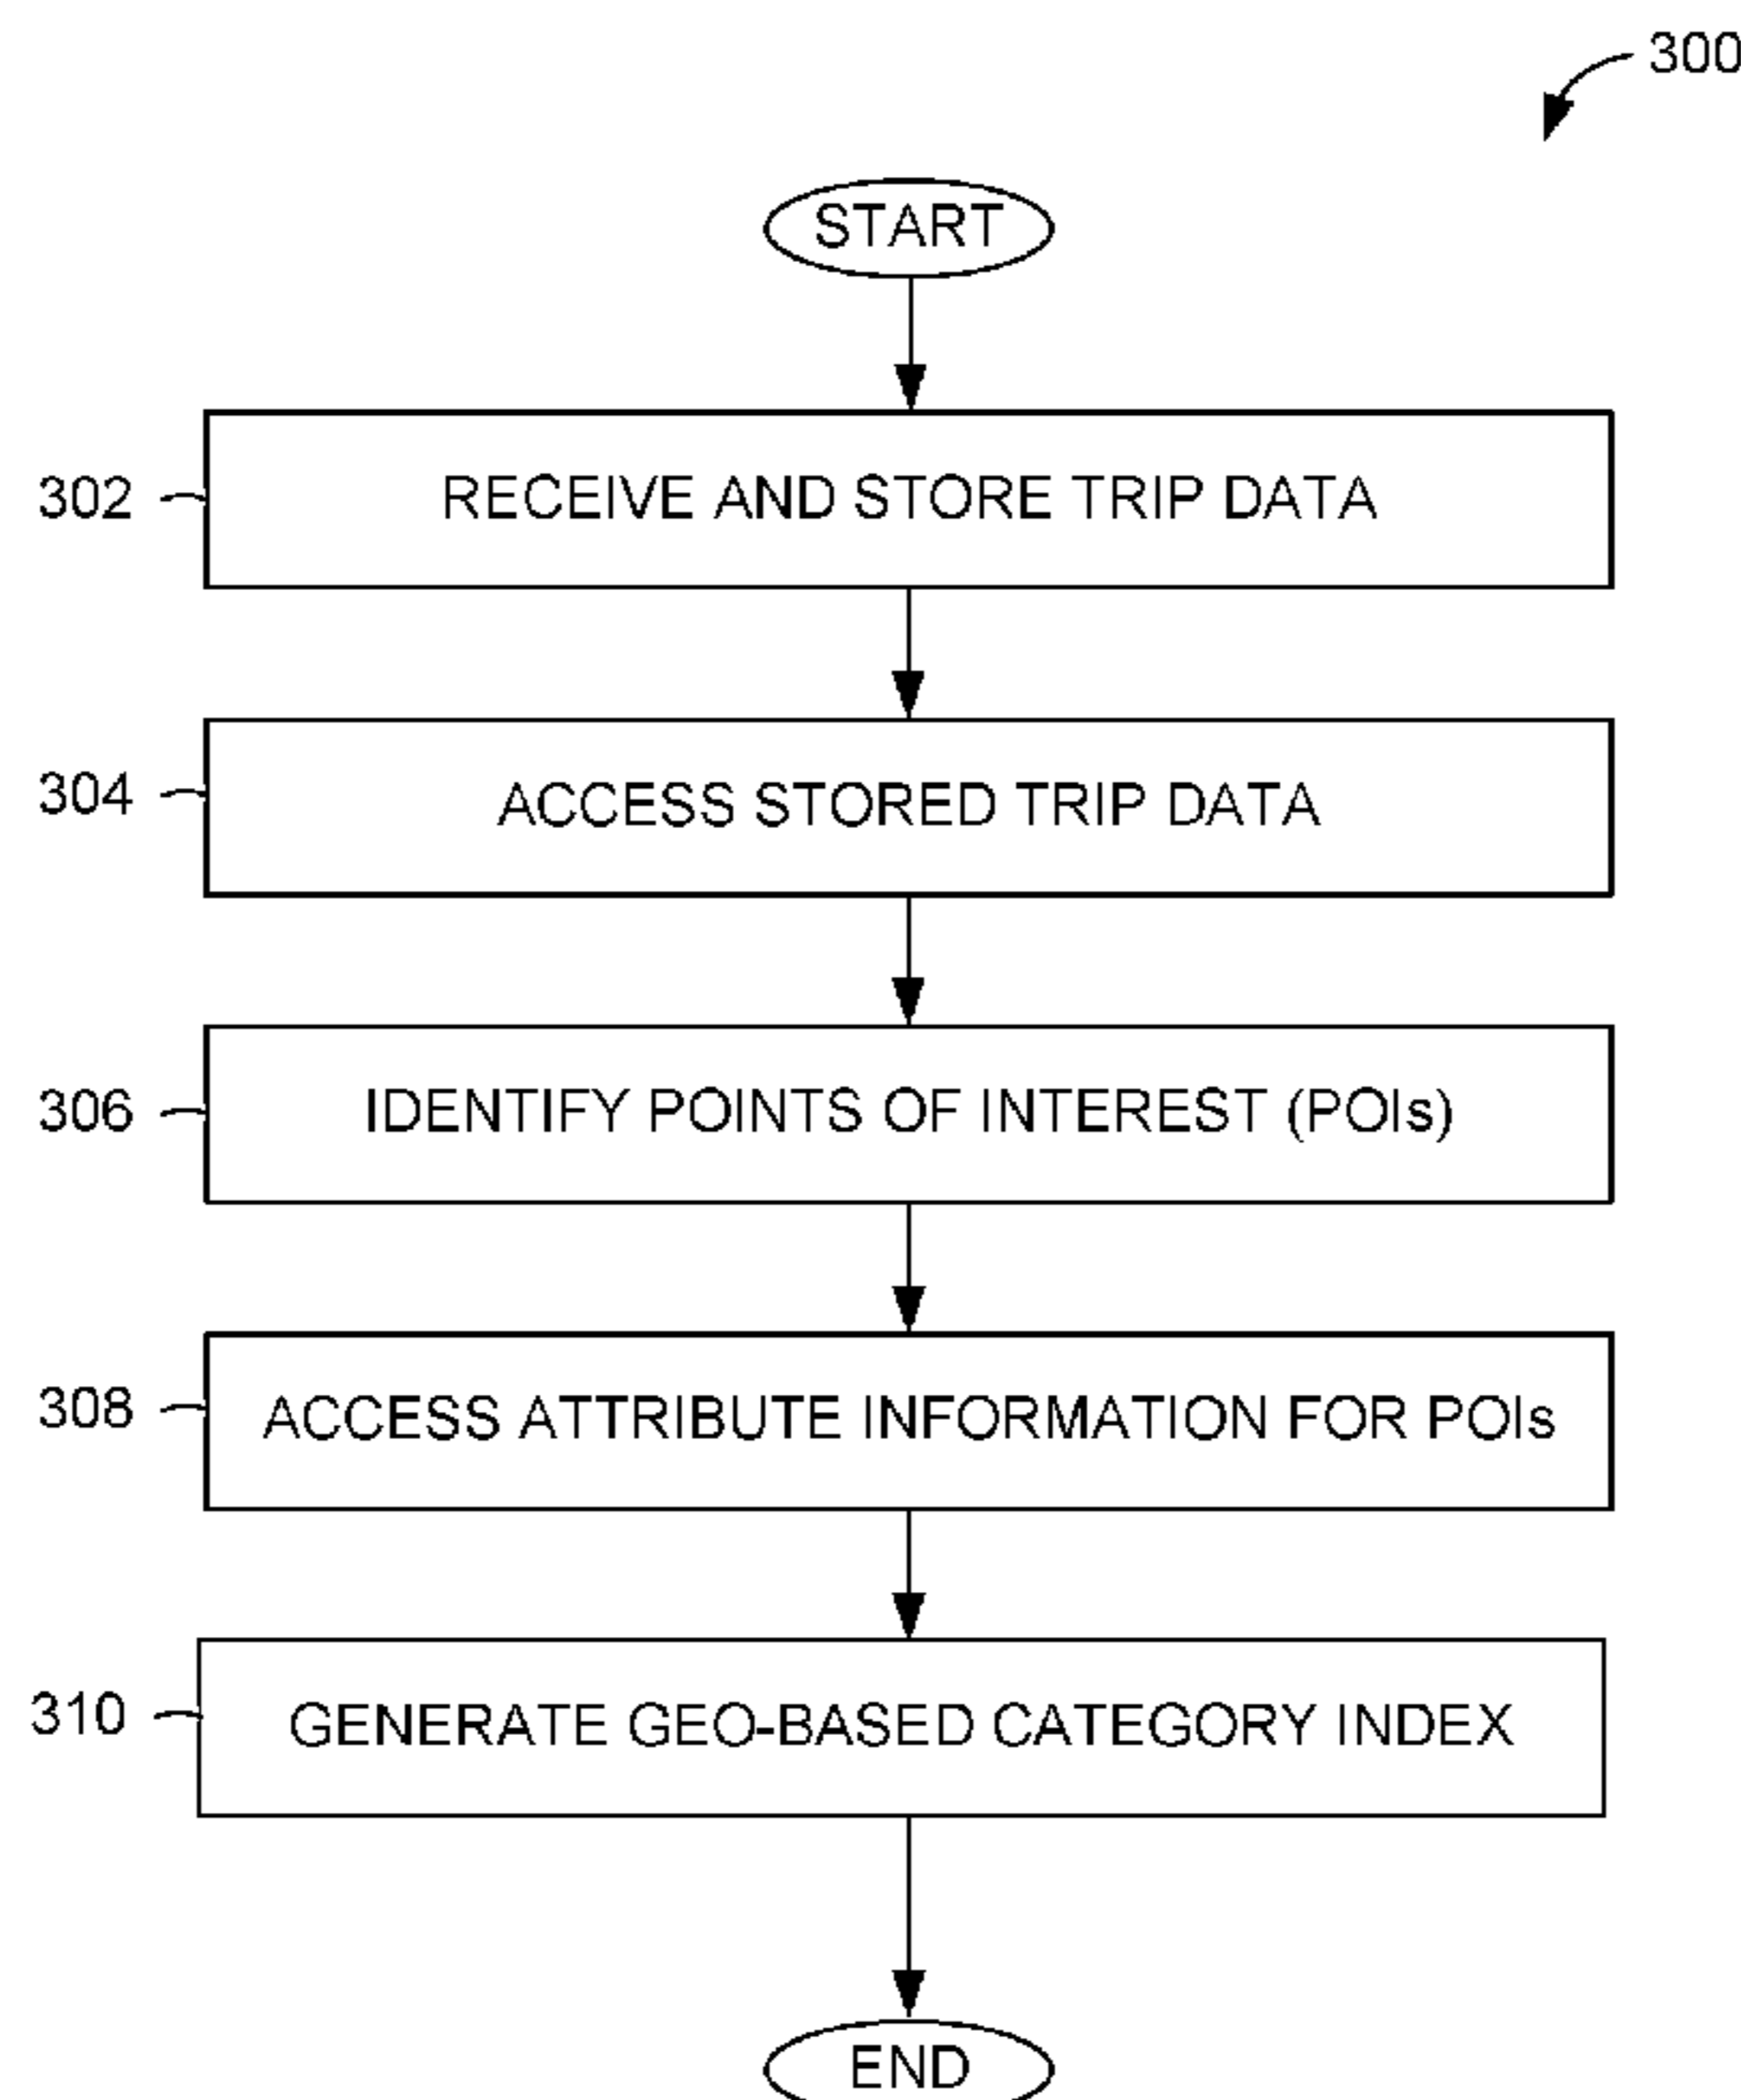 300
START
302 RECEIVE AND STORE TRIP DATA
304 ACCESS STORED TRIP DATA
306 IDENTIFY POINTS OF INTEREST (POIs)
308 ACCESS ATTRIBUTE INFORMATION FOR POIs
310 GENERATE GEO-BASED CATEGORY INDEX
END